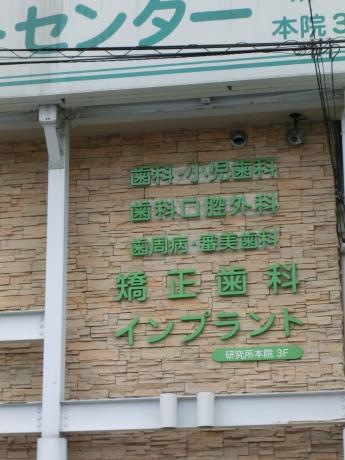 ・センター
本院3
歯科・小児歯科
歯科口腔外科
歯周病・審美歯科
矯正歯科
インプラント
研究所本院 3F